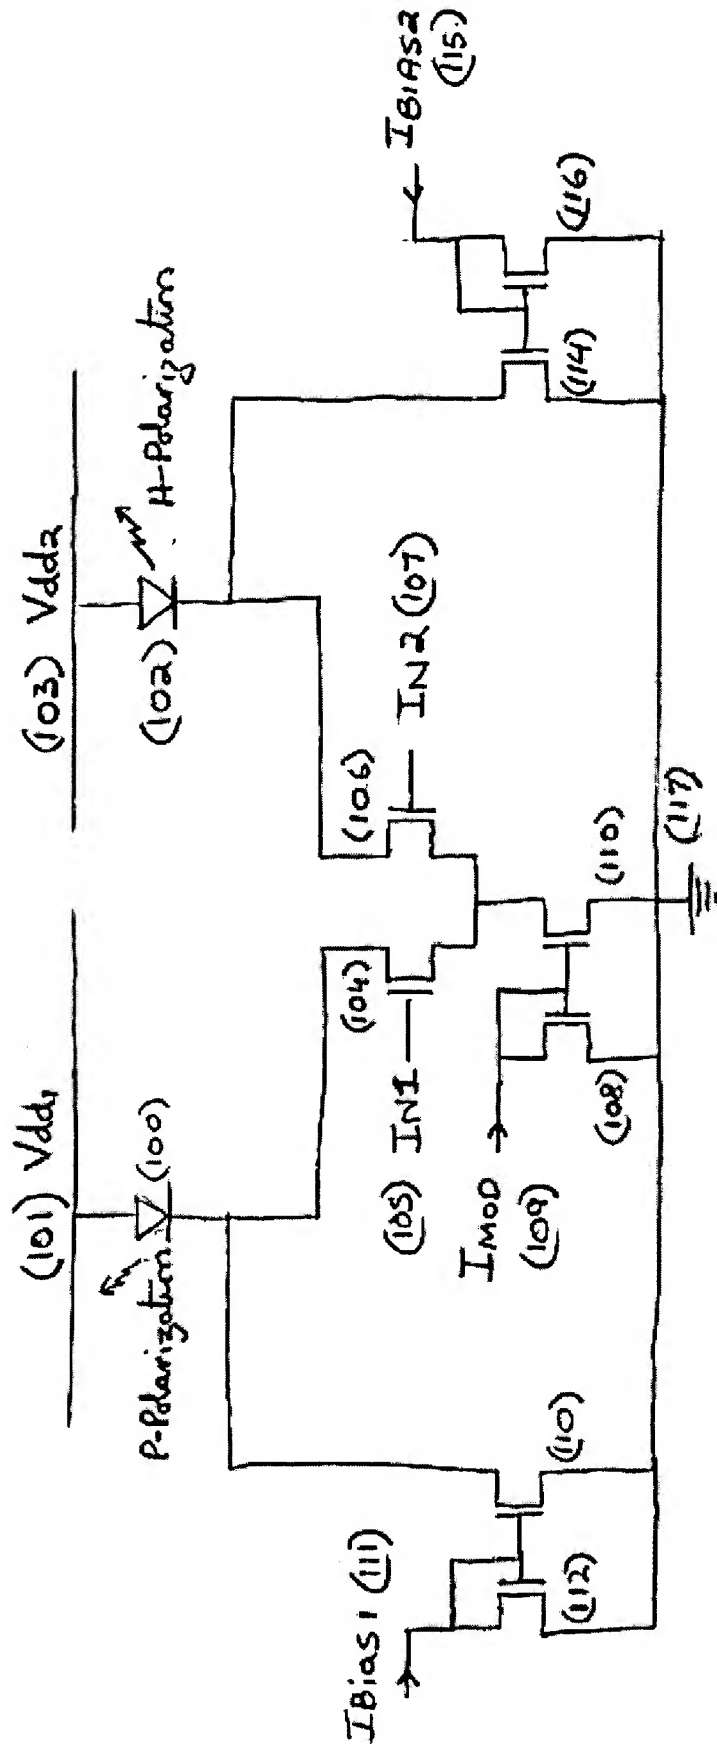 (101) Vdd1
(103) Vdd2
P-Polarization
(100)
(102)
H-Polarization
(104)
(106)
(105) IN1
IN2 (107)
IBias1 (111)
IMOD
(109)
IBIAS2
(115)
(112)
(110)
(108)
(110)
(114)
(116)
(117)